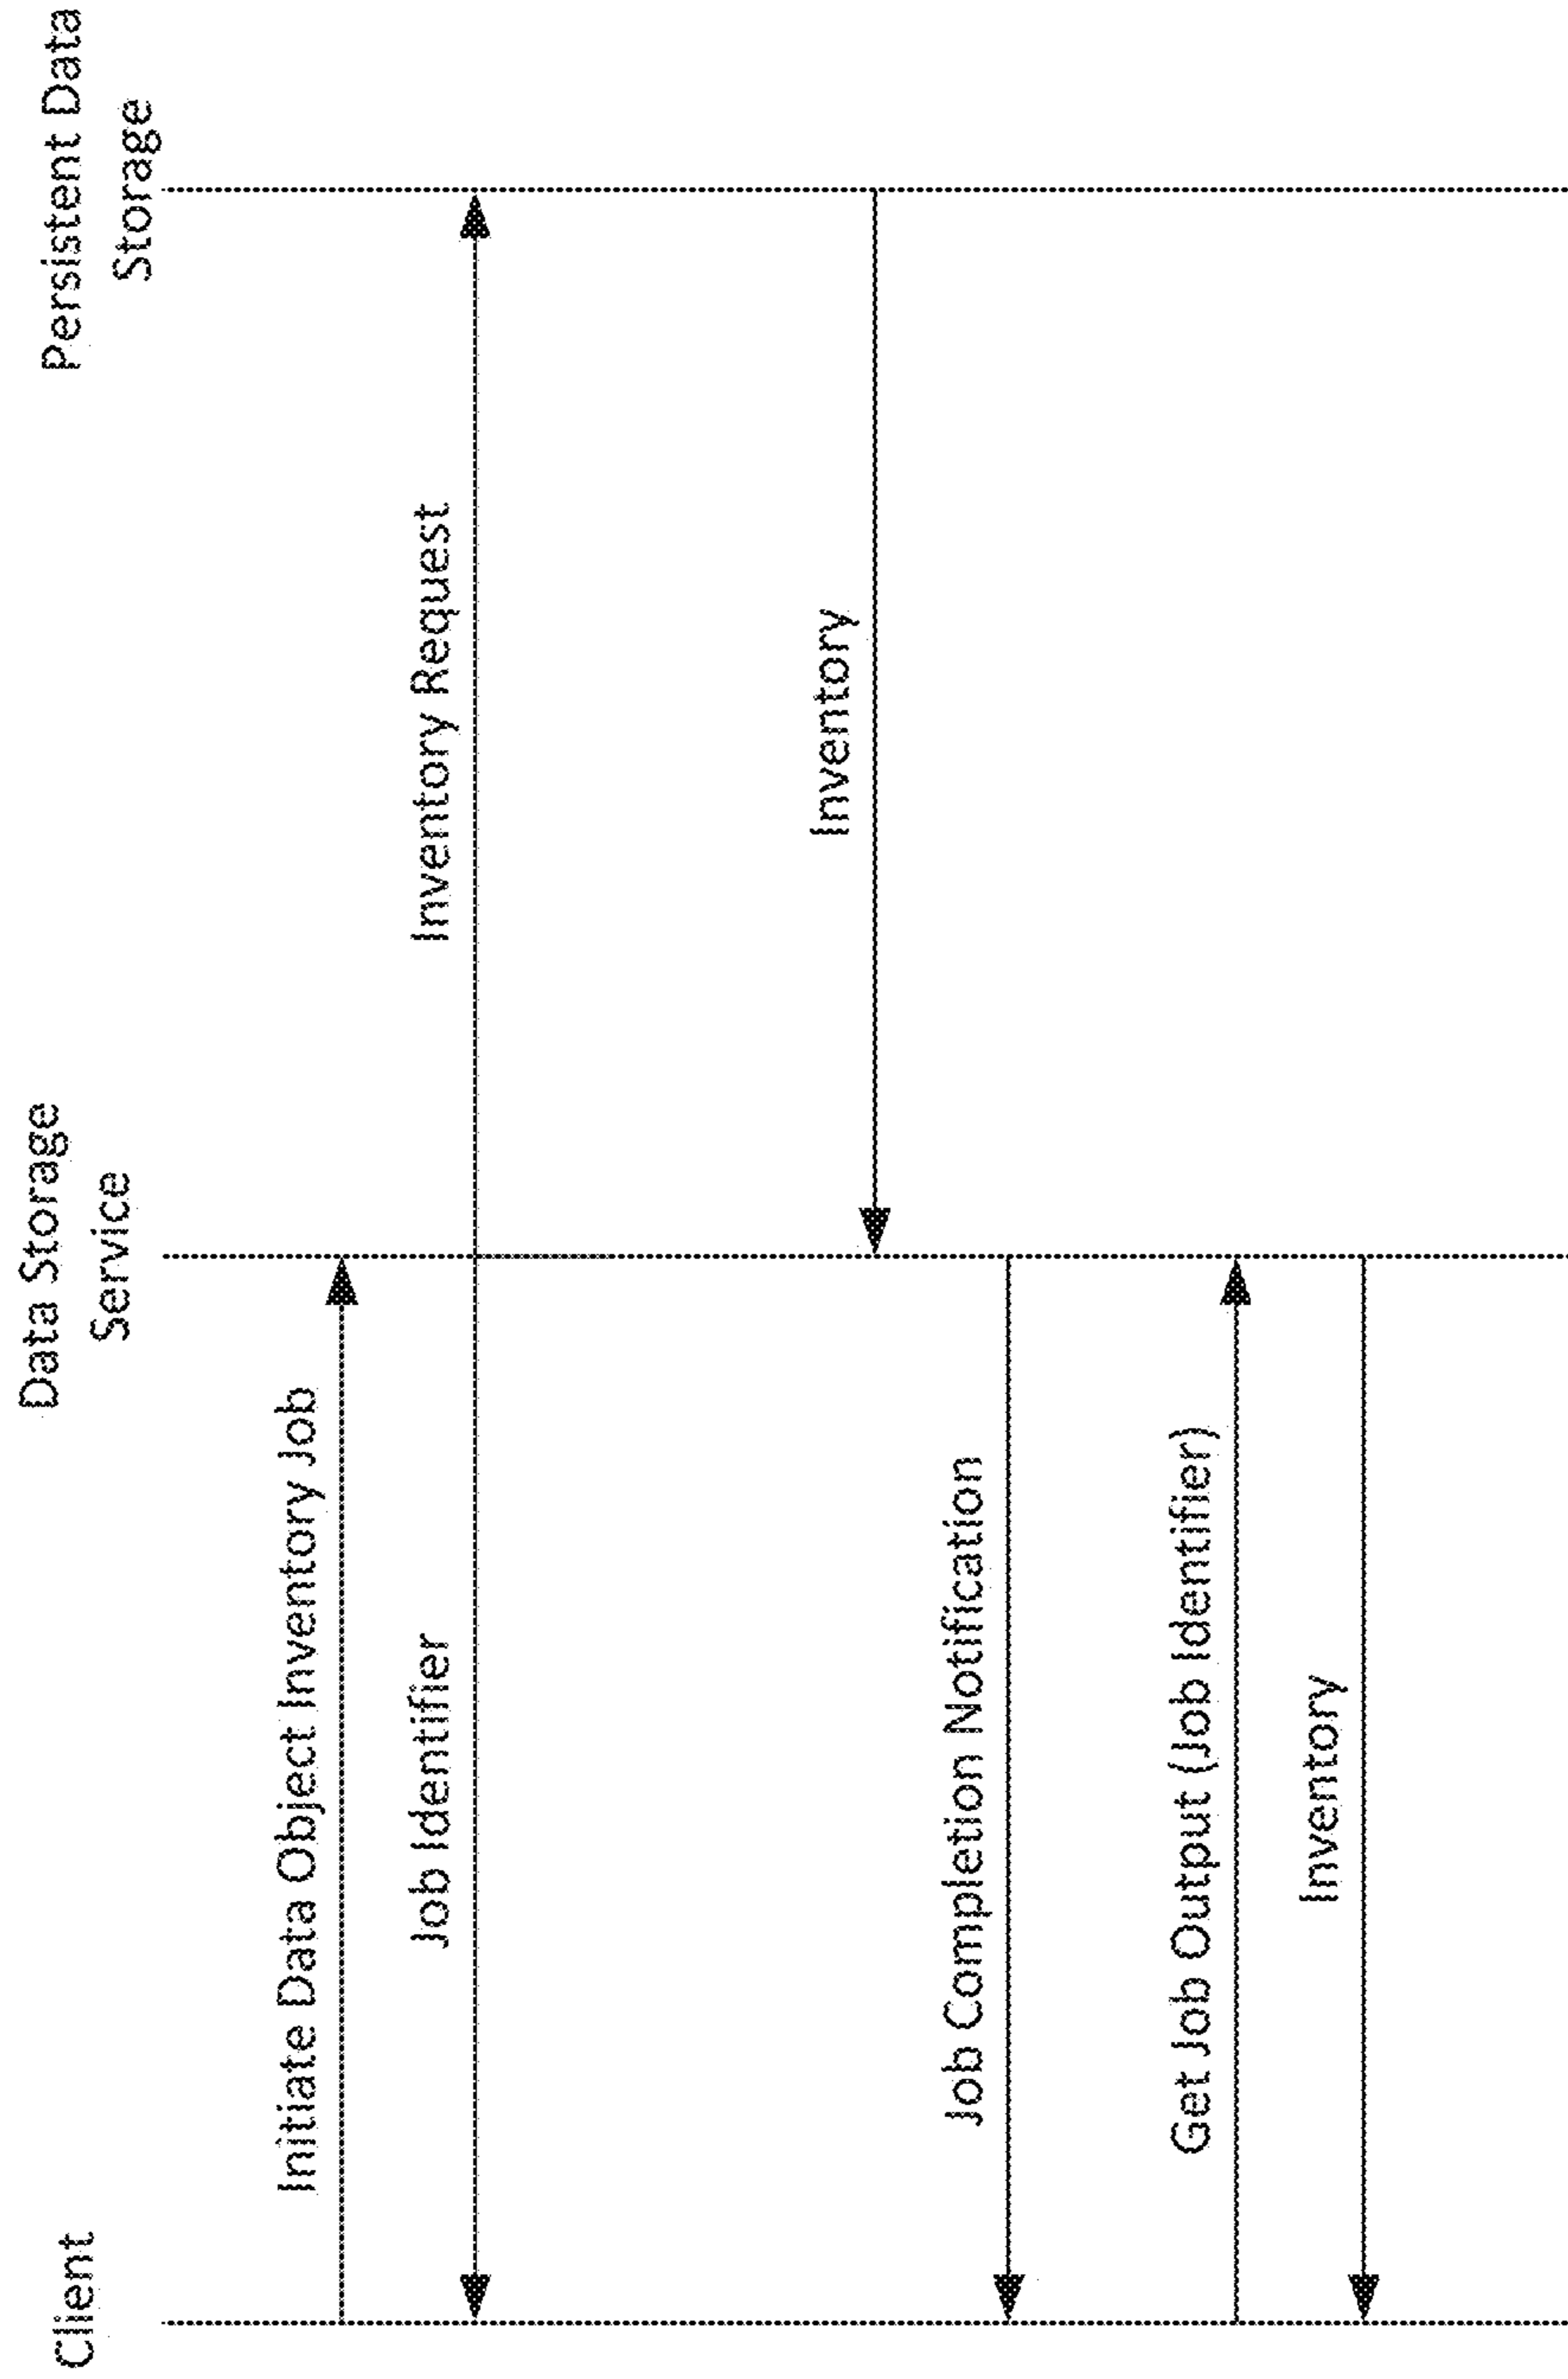 Client
Data Storage
Service
Persistent Data
Storage
Initiate Data Object Inventory Job
Job Identifier
Inventory Request
Inventory
Job Completion Notification
Get Job Output (Job Identifier)
Inventory